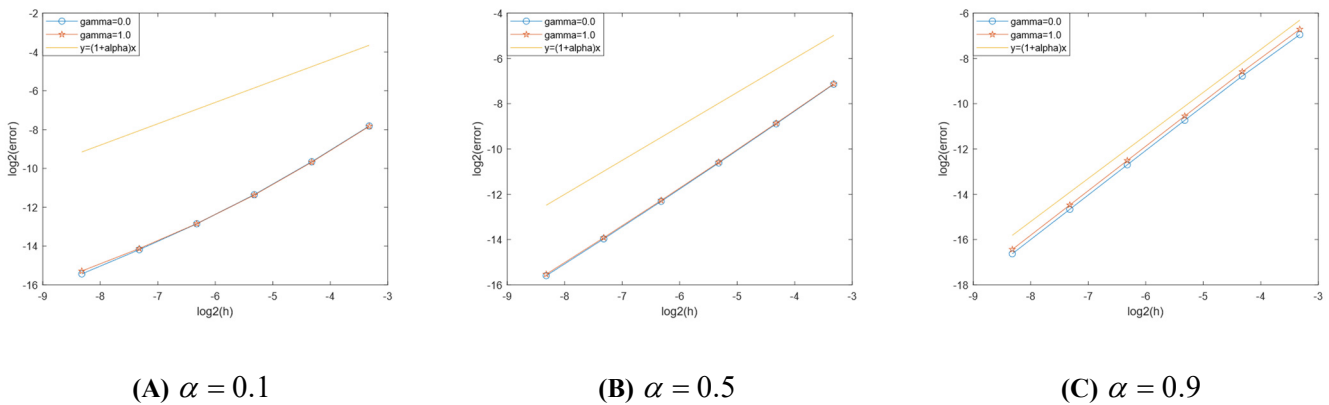 -2
-4
-6
-8
-10
-12
-14
-16
log2(error)
gamma=0.0
gamma=1.0
y=(1+alpha)x
-9
-8
-7
-6
-5
-4
-3
log2(h)
(A) α = 0.1
-4
-6
-8
-10
-12
-14
-16
log2(error)
gamma=0.0
gamma=1.0
y=(1+alpha)x
-9
-8
-7
-6
-5
-4
-3
log2(h)
(B) α = 0.5
-6
-8
-10
-12
-14
-16
-18
log2(error)
gamma=0.0
gamma=1.0
y=(1+alpha)x
-9
-8
-7
-6
-5
-4
-3
log2(h)
(C) α = 0.9